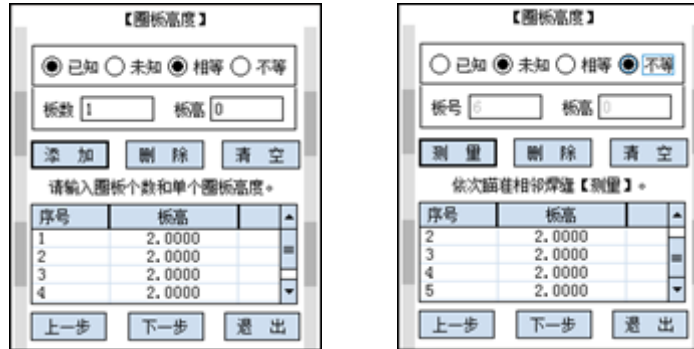 【圈板高度】
已知 未知 相等 不等
板数 1 板高 0
添 加 删 除 清 空
请输入圈板个数和单个圈板高度。
序号 板高
1 2.0000
2 2.0000
3 2.0000
4 2.0000
上一步 下一步 退 出
【圈板高度】
已知 未知 相等 不等
板号 6 板高 0
测 量 删 除 清 空
依次瞄准相邻焊缝【测量】。
序号 板高
2 2.0000
3 2.0000
4 2.0000
5 2.0000
上一步 下一步 退 出